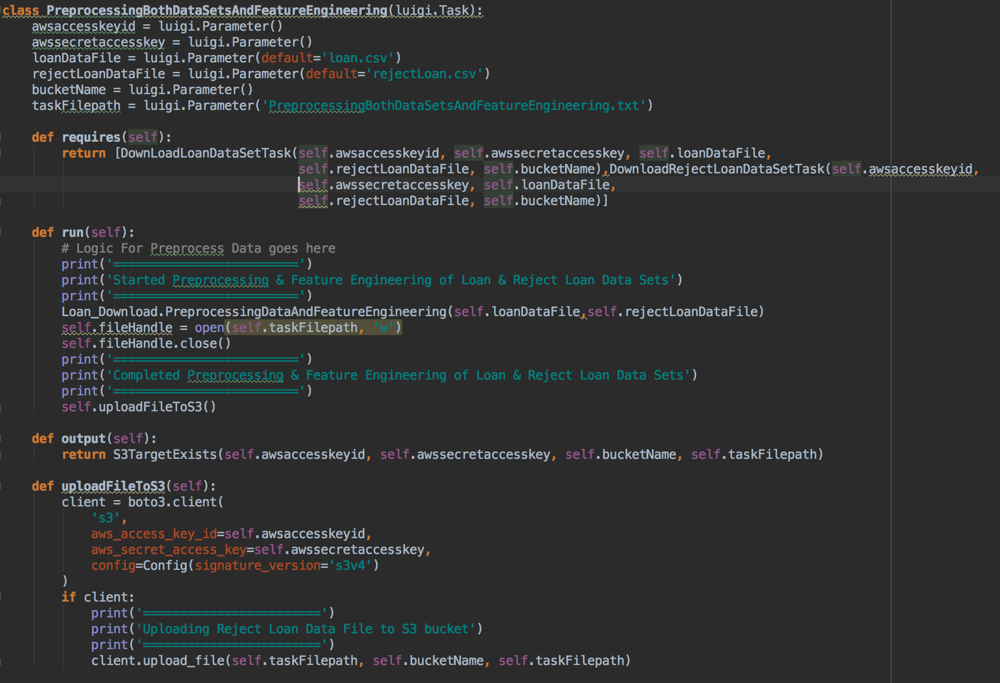 class PreprocessingBothDataSetsAndFeatureEngineering(luigi.Task):
    awsaccesskeyid = luigi.Parameter()
    awssecretaccesskey = luigi.Parameter()
    loanDataFile = luigi.Parameter(default='loan.csv')
    rejectLoanDataFile = luigi.Parameter(default='rejectLoan.csv')
    bucketName = luigi.Parameter()
    taskFilepath = luigi.Parameter('PreprocessingBothDataSetsAndFeatureEngineering.txt')

    def requires(self):
        return [DownLoadLoanDataSetTask(self.awsaccesskeyid, self.awssecretaccesskey, self.loanDataFile,
                                        self.rejectLoanDataFile, self.bucketName),DownloadRejectLoanDataSetTask(self.awsaccesskeyid,
                                        self.awssecretaccesskey, self.loanDataFile,
                                        self.rejectLoanDataFile, self.bucketName)]

    def run(self):
        # Logic For Preprocess Data goes here
        print('=========================')
        print('Started Preprocessing & Feature Engineering of Loan & Reject Loan Data Sets')
        print('=========================')
        Loan_Download.PreprocessingDataAndFeatureEngineering(self.loanDataFile,self.rejectLoanDataFile)
        self.fileHandle = open(self.taskFilepath, 'w')
        self.fileHandle.close()
        print('=========================')
        print('Completed Preprocessing & Feature Engineering of Loan & Reject Loan Data Sets')
        print('=========================')
        self.uploadFileToS3()

    def output(self):
        return S3TargetExists(self.awsaccesskeyid, self.awssecretaccesskey, self.bucketName, self.taskFilepath)

    def uploadFileToS3(self):
        client = boto3.client(
            's3',
            aws_access_key_id=self.awsaccesskeyid,
            aws_secret_access_key=self.awssecretaccesskey,
            config=Config(signature_version='s3v4')
        )
        if client:
            print('========================')
            print('Uploading Reject Loan Data File to S3 bucket')
            print('========================')
            client.upload_file(self.taskFilepath, self.bucketName, self.taskFilepath)